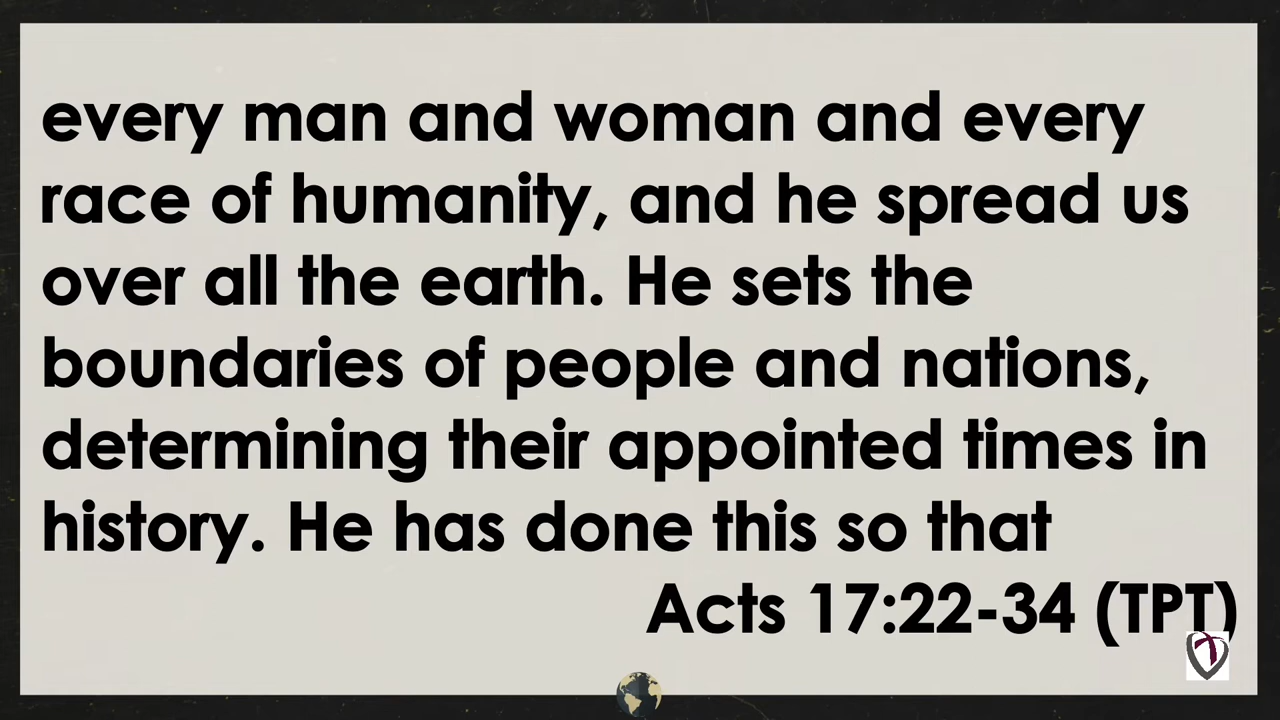 every man and woman and every
race of humanity, and he spread us
over all the earth. He sets the
boundaries of people and nations,
determining their appointed times in
history. He has done this so that
Acts 17:22-34 (TPT)